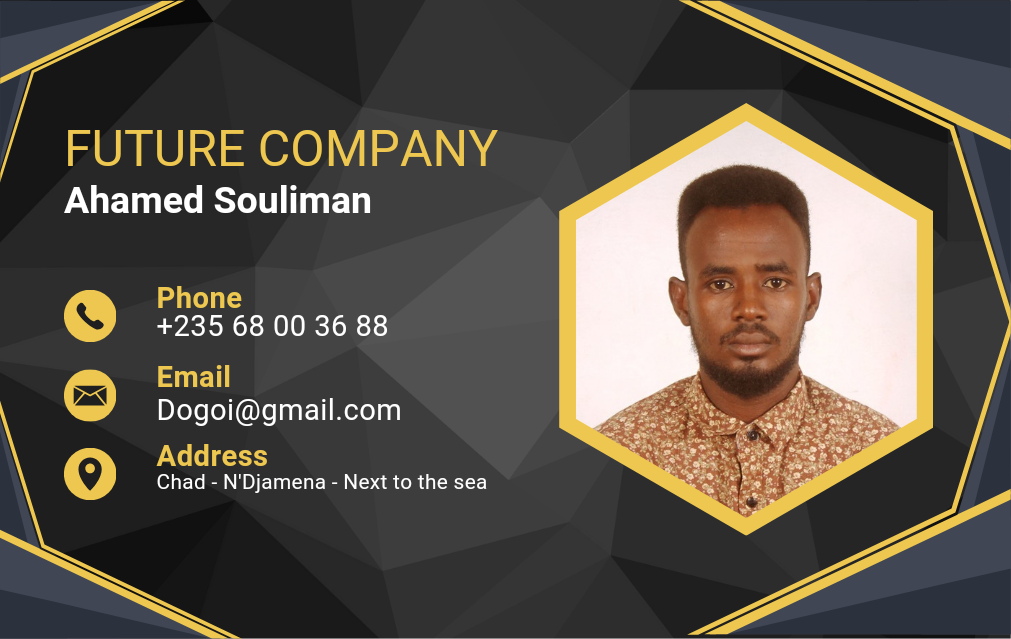 FUTURE COMPANY
Ahamed Souliman
Phone
+235 68 00 36 88
Email
Dogoi@gmail.com
Address
Chad - N'Djamena - Next to the sea